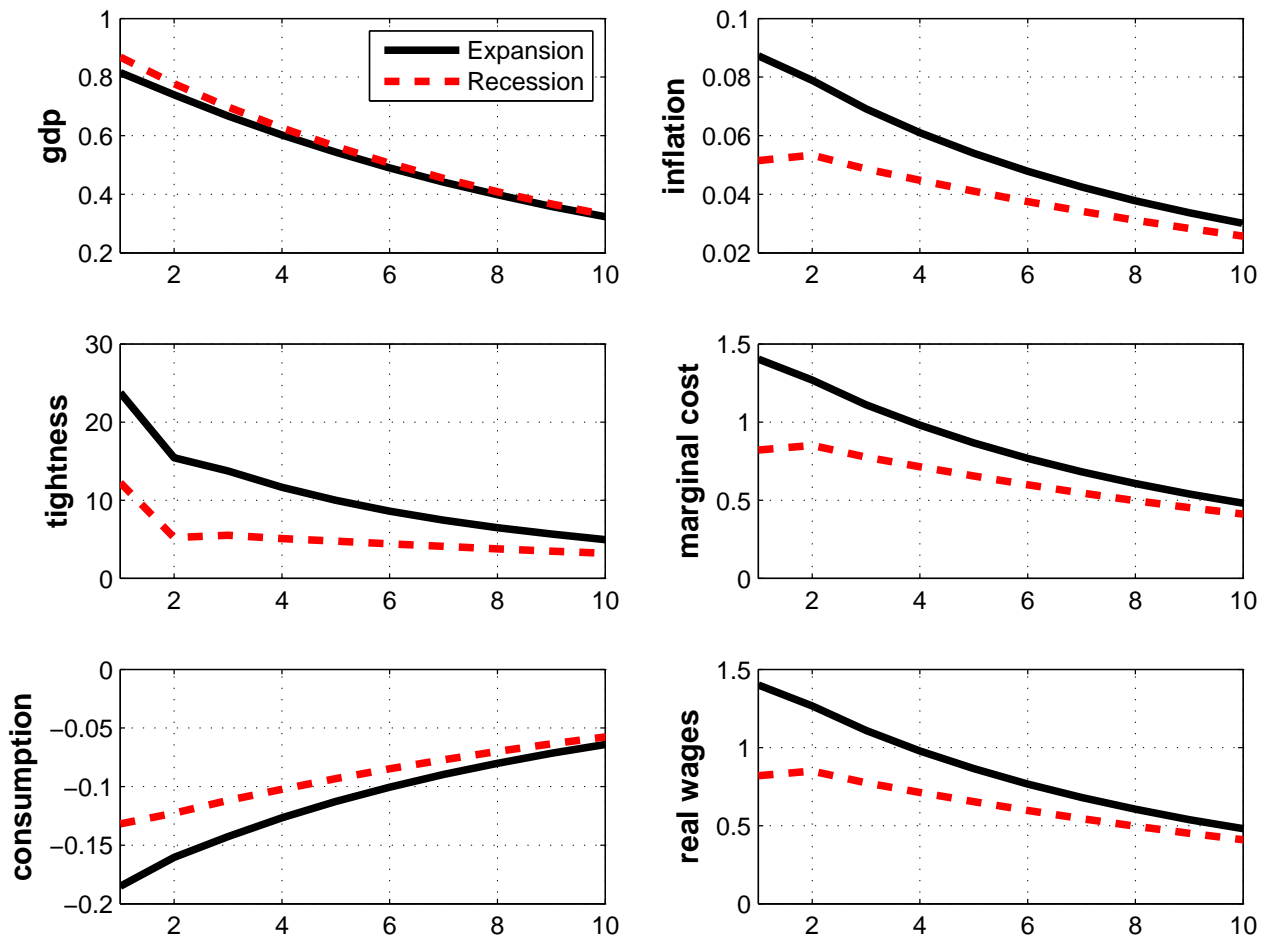 gdp
1
0.8
0.6
0.4
0.2
2 4 6 8 10
Expansion
Recession
inflation
0.1
0.08
0.06
0.04
0.02
2 4 6 8 10
tightness
30
20
10
0
2 4 6 8 10
marginal cost
1.5
1
0.5
0
2 4 6 8 10
consumption
0
−0.05
−0.1
−0.15
−0.2
2 4 6 8 10
real wages
1.5
1
0.5
0
2 4 6 8 10